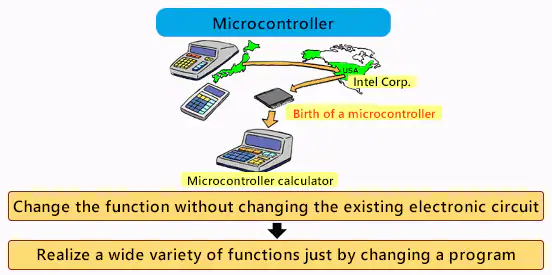 Microcontroller
USA
Intel Corp.
Birth of a microcontroller
Microcontroller calculator
Change the function without changing the existing electronic circuit
Realize a wide variety of functions just by changing a program